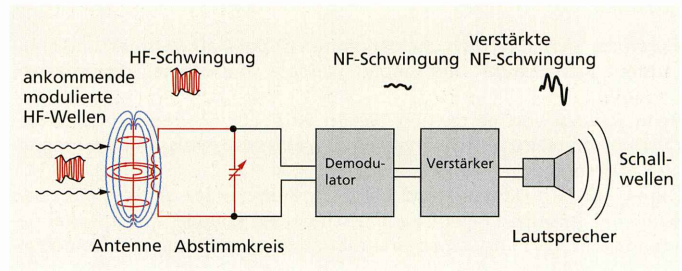 HF-Schwingung
NF-Schwingung
verstärkte
NF-Schwingung
ankommende
modulierte
HF-Wellen
Demodu-
lator
Verstärker
Schall-
wellen
Antenne
Abstimmkreis
Lautsprecher